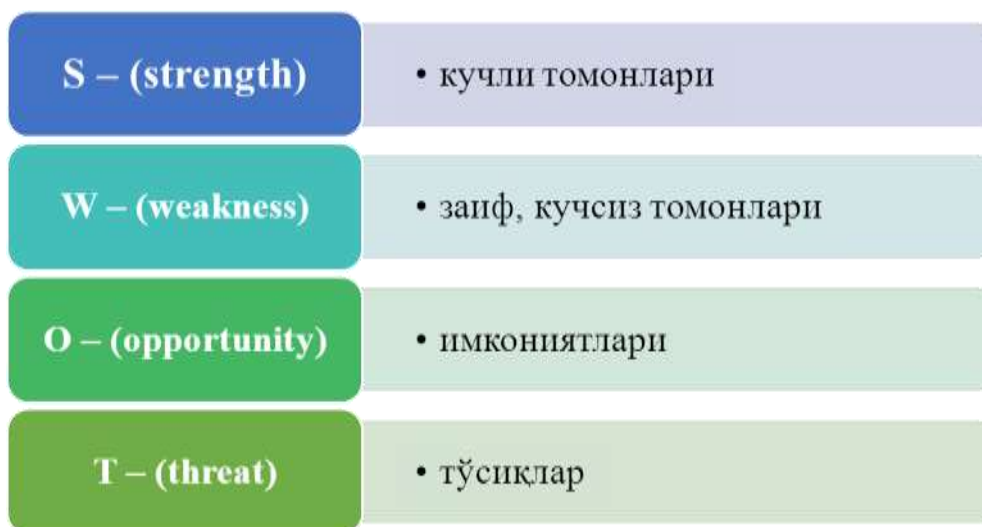 S – (strength)
• кучли томонлари
W – (weakness)
• заиф, кучсиз томонлари
O – (opportunity)
• имкониятлари
T – (threat)
• тўсиқлар